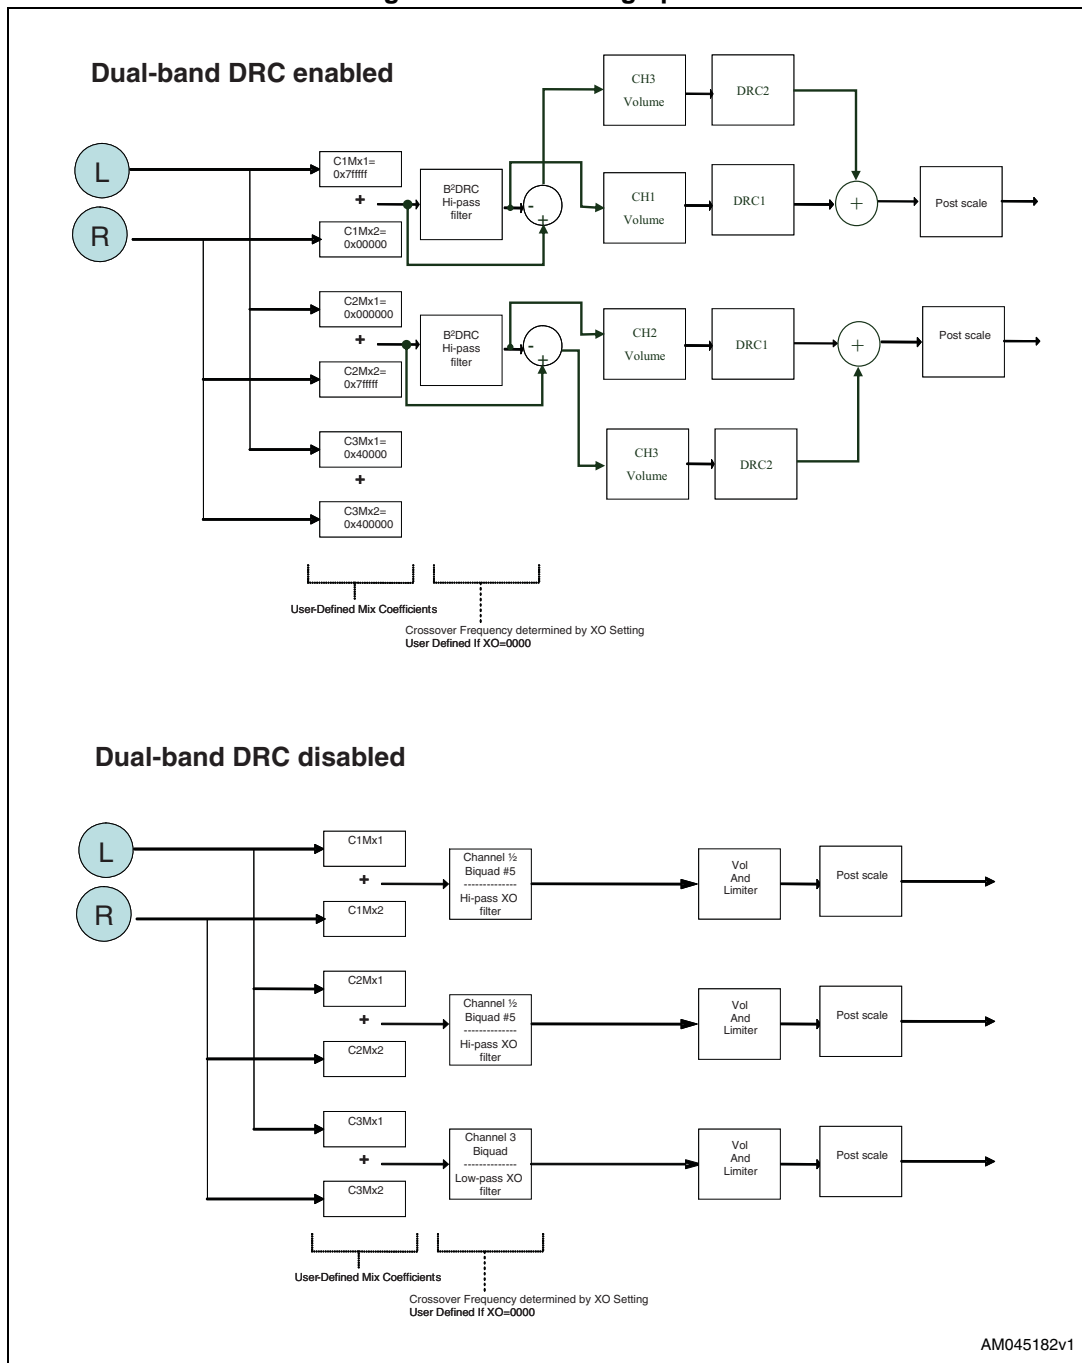 Dual-band DRC enabled
L
R
C1Mx1=
0x7fffff
+
C1Mx2=
0x00000
B²DRC
Hi-pass
filter
-
+
CH3
Volume
DRC2
CH1
Volume
DRC1
+
Post scale
C2Mx1=
0x000000
+
C2Mx2=
0x7fffff
B²DRC
Hi-pass
filter
-
+
CH2
Volume
DRC1
+
Post scale
CH3
Volume
DRC2
C3Mx1=
0x40000
+
C3Mx2=
0x400000
User-Defined Mix Coefficients
Crossover Frequency determined by XO Setting
User Defined If XO=0000
Dual-band DRC disabled
L
R
C1Mx1
+
C1Mx2
Channel ½
Biquad #5
--------------
Hi-pass XO
filter
Vol
And
Limiter
Post scale
C2Mx1
+
C2Mx2
Channel ½
Biquad #5
--------------
Hi-pass XO
filter
Vol
And
Limiter
Post scale
C3Mx1
+
C3Mx2
Channel 3
Biquad
--------------
Low-pass XO
filter
Vol
And
Limiter
Post scale
User-Defined Mix Coefficients
Crossover Frequency determined by XO Setting
User Defined If XO=0000
AM045182v1